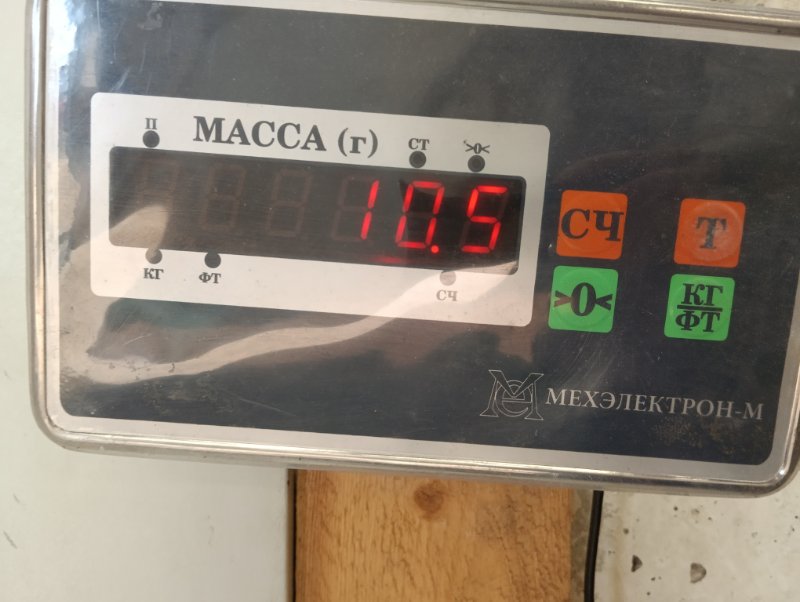 П МАССА (г) СТ >0<
10.5
КГ ФТ СЧ
СЧ Т
>0< КГ
ФТ
МЕХЭЛЕКТРОН-М